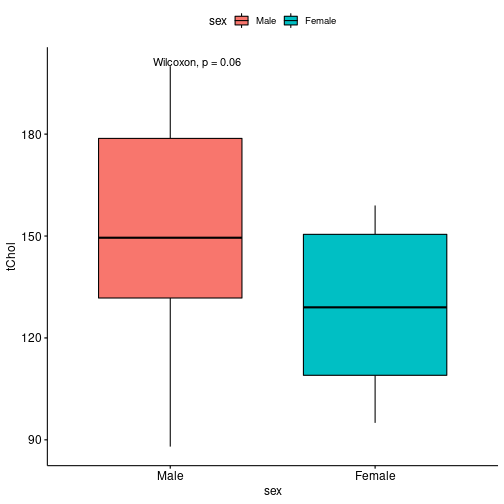 sex Male Female
Wilcoxon, p = 0.06
180
150
120
90
tChol
Male Female
sex